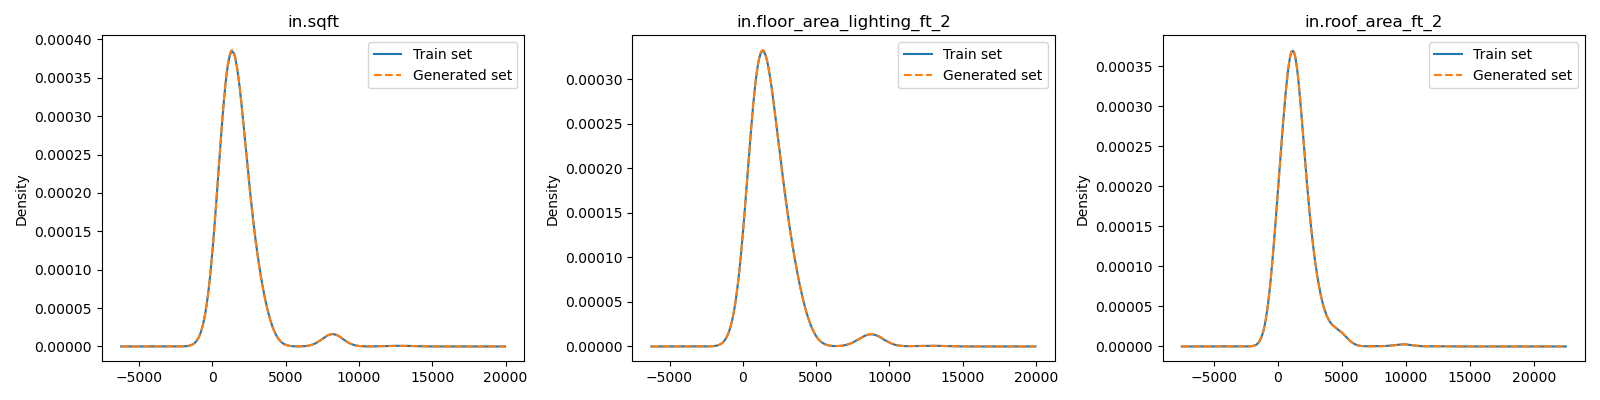 in.sqft
Density
0.00040
0.00035
0.00030
0.00025
0.00020
0.00015
0.00010
0.00005
0.00000
−5000 0 5000 10000 15000 20000
Train set
Generated set
in.floor_area_lighting_ft_2
Density
0.00030
0.00025
0.00020
0.00015
0.00010
0.00005
0.00000
−5000 0 5000 10000 15000 20000
Train set
Generated set
in.roof_area_ft_2
Density
0.00035
0.00030
0.00025
0.00020
0.00015
0.00010
0.00005
0.00000
−5000 0 5000 10000 15000 20000
Train set
Generated set